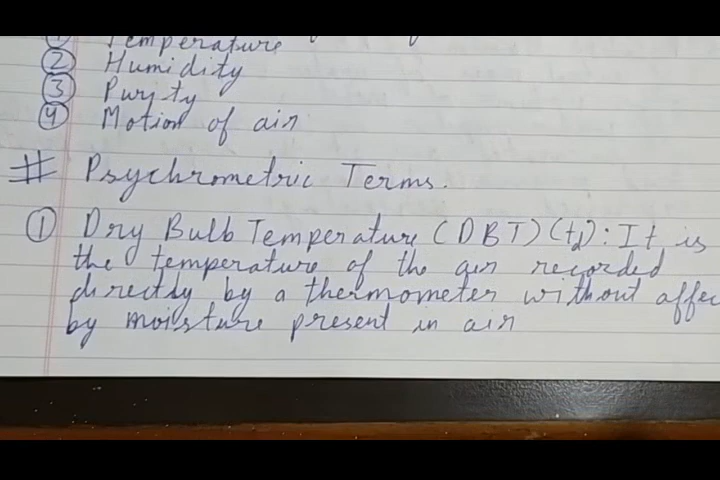 ① Temperature
② Humidity
③ Purity
④ Motion of air
# Psychrometric Terms.
① Dry Bulb Temperature (DBT) (td): It is
the temperature of the air recorded
directly by a thermometer without affec
by moisture present in air